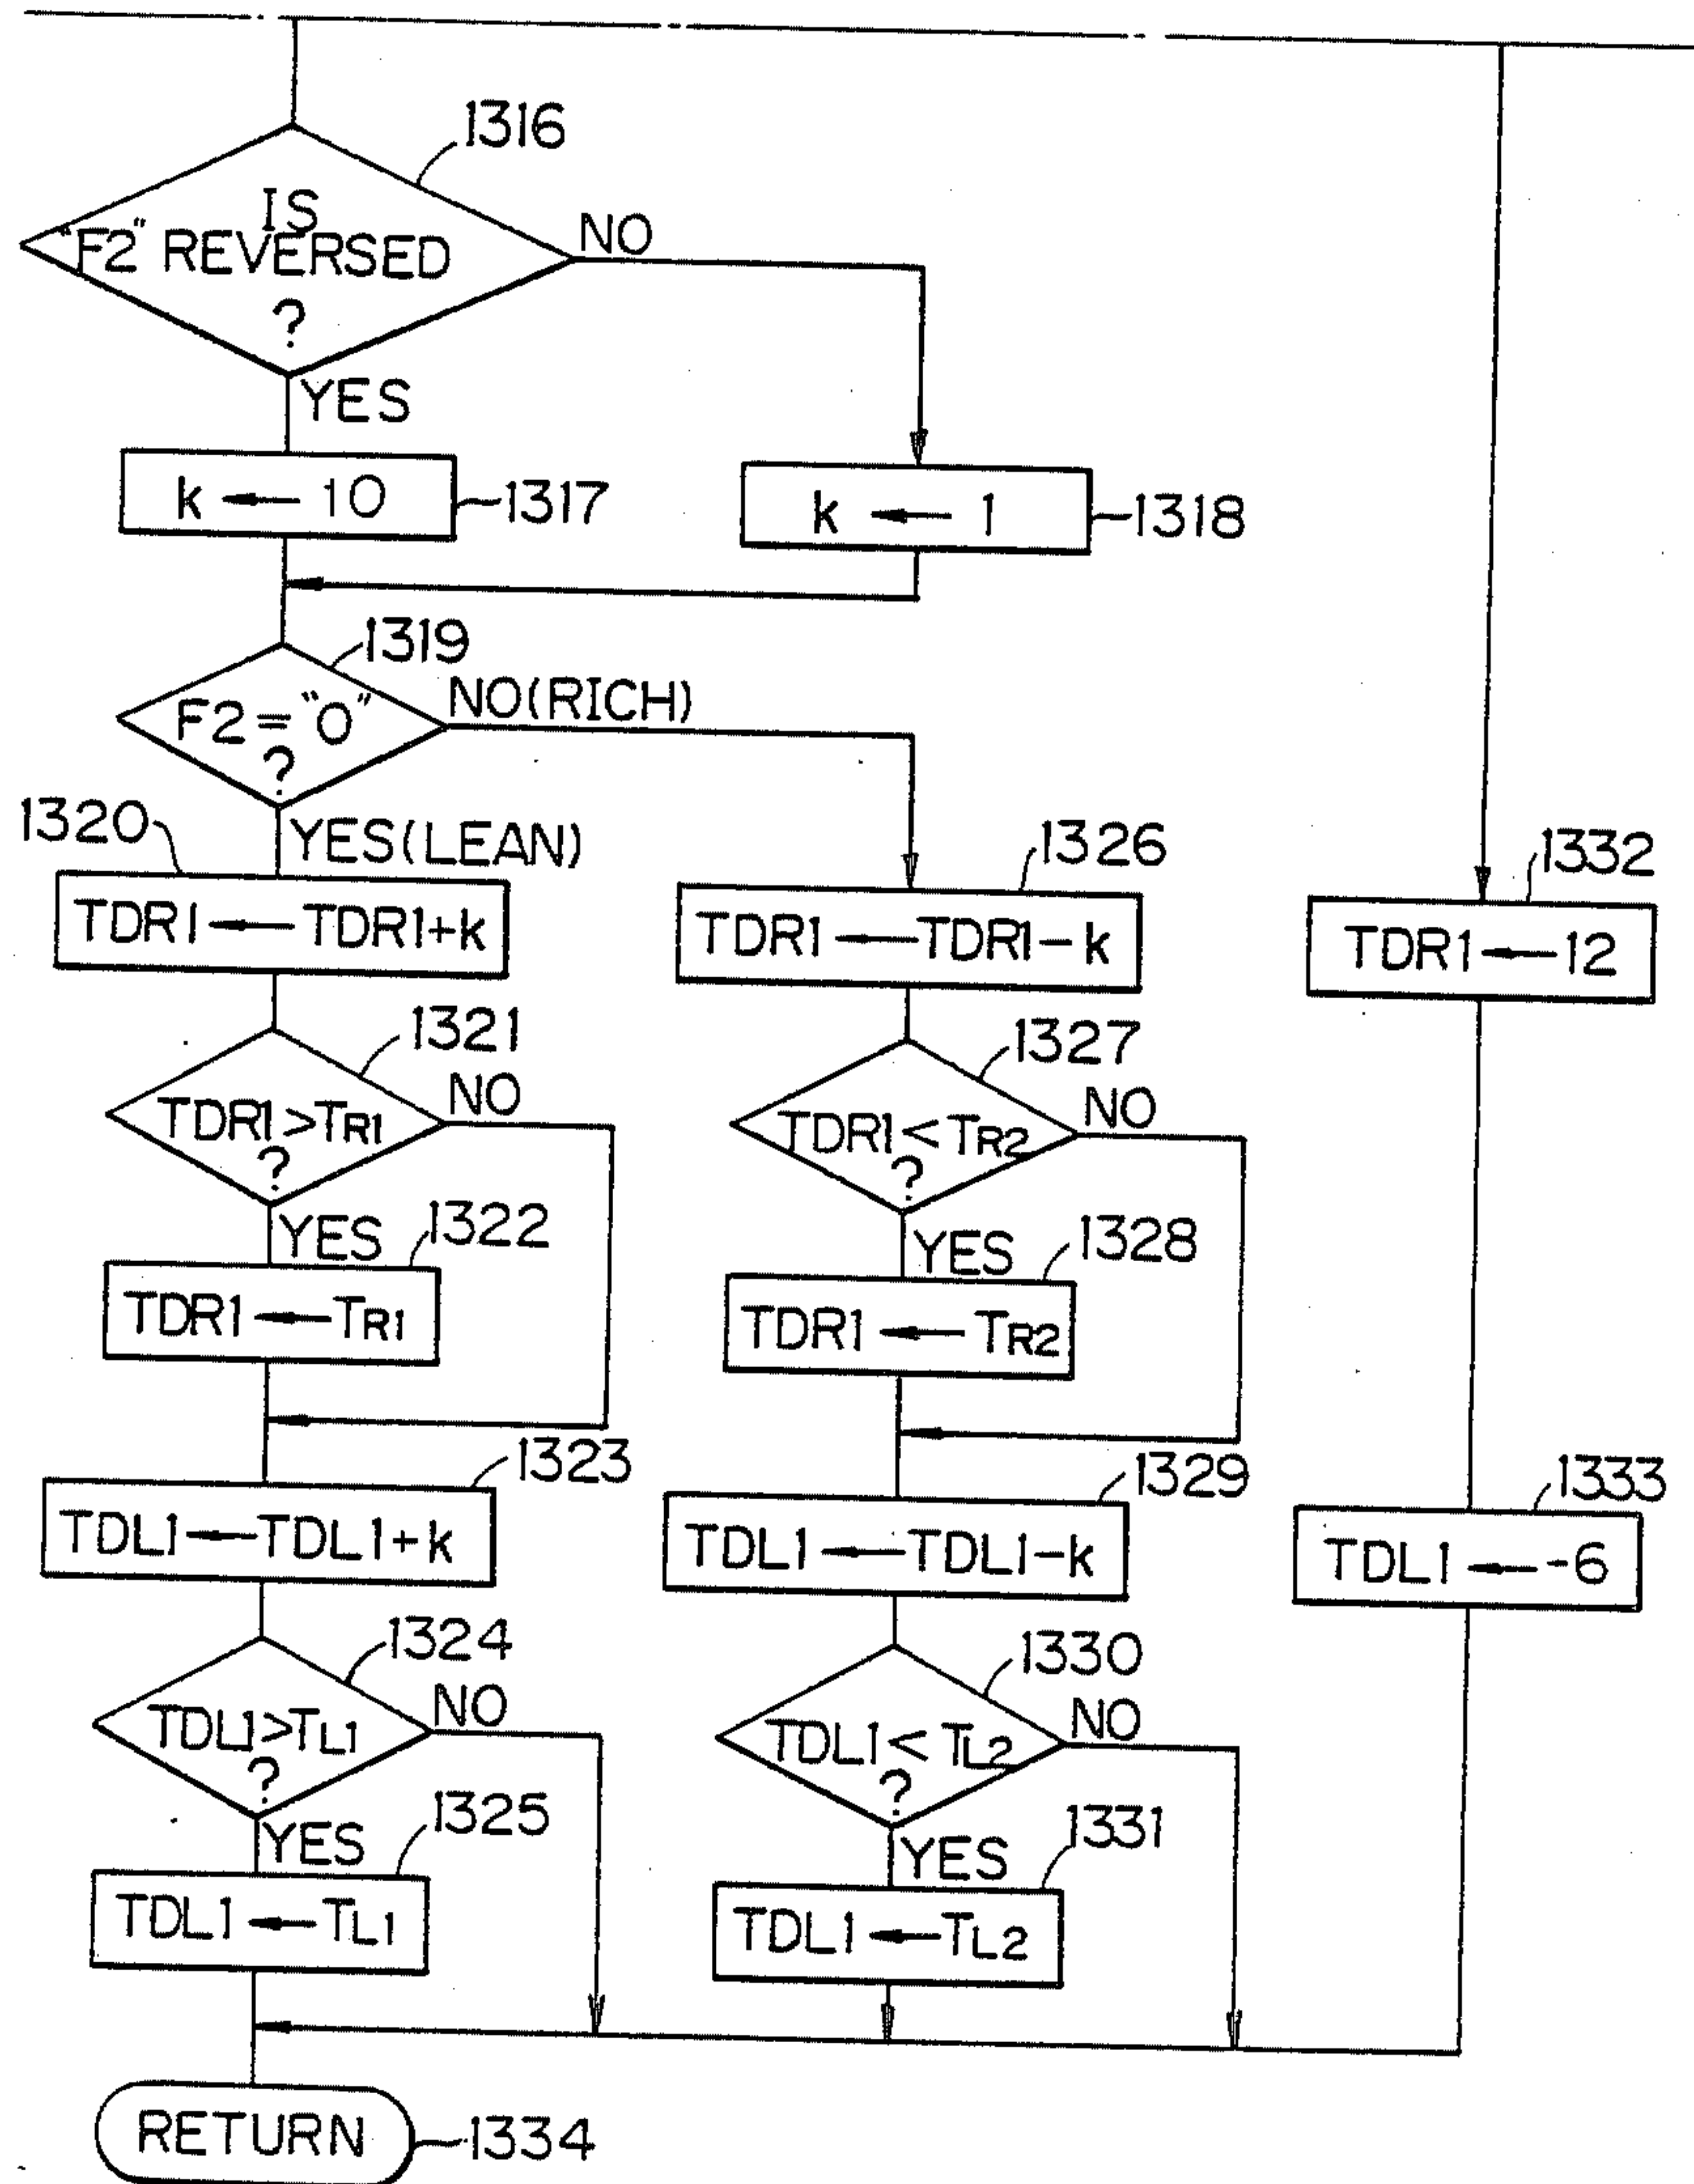 1316
IS
"F2" REVERSED
?
NO
YES
k ← 10
1317
k ← 1
1318
1319
F2 = "0"
?
NO(RICH)
YES(LEAN)
1320
TDR1 ← TDR1+k
1326
TDR1 ← TDR1-k
1332
TDR1 ← 12
1321
TDR1 > TR1
?
NO
YES
1327
TDR1 < TR2
?
NO
YES
1322
TDR1 ← TR1
1328
TDR1 ← TR2
1323
TDL1 ← TDL1+k
1329
TDL1 ← TDL1-k
1333
TDL1 ← -6
1324
TDL1 > TL1
?
NO
YES
1330
TDL1 < TL2
?
NO
YES
1325
TDL1 ← TL1
1331
TDL1 ← TL2
RETURN
1334